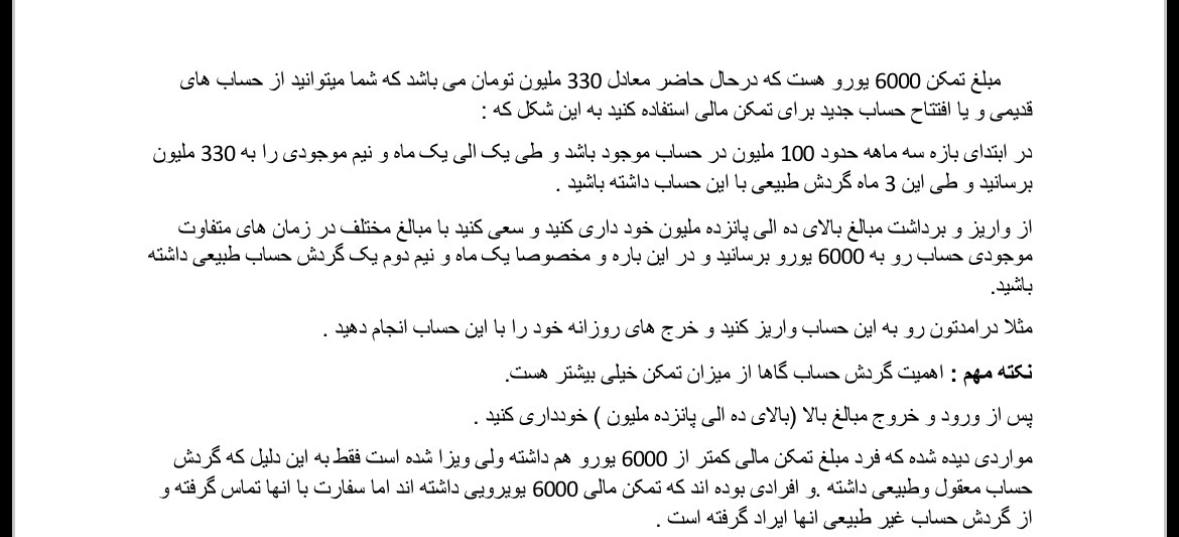 مبلغ تمکن 6000 یورو هست که درحال حاضر معادل 330 ملیون تومان می باشد که شما میتوانید از حساب های
قدیمی و یا افتتاح حساب جدید برای تمکن مالی استفاده کنید به این شکل که :
در ابتدای بازه سه ماهه حدود 100 ملیون در حساب موجود باشد و طی یک الی یک ماه و نیم موجودی را به 330 ملیون
برسانید و طی این 3 ماه گردش طبیعی با این حساب داشته باشید .
از واریز و برداشت مبالغ بالای ده الی پانزده ملیون خود داری کنید و سعی کنید با مبالغ مختلف در زمان های متفاوت
موجودی حساب رو به 6000 یورو برسانید و در این باره و مخصوصا یک ماه و نیم دوم یک گردش حساب طبیعی داشته
باشید.
مثلا درامدتون رو به این حساب واریز کنید و خرج های روزانه خود را با این حساب انجام دهید .
نکته مهم : اهمیت گردش حساب گاها از میزان تمکن خیلی بیشتر هست.
پس از ورود و خروج مبالغ بالا (بالای ده الی پانزده ملیون ) خودداری کنید .
مواردی دیده شده که فرد مبلغ تمکن مالی کمتر از 6000 یورو هم داشته ولی ویزا شده است فقط به این دلیل که گردش
حساب معقول وطبیعی داشته .و افرادی بوده اند که تمکن مالی 6000 یویرویی داشته اند اما سفارت با انها تماس گرفته و
از گردش حساب غیر طبیعی انها ایراد گرفته است .